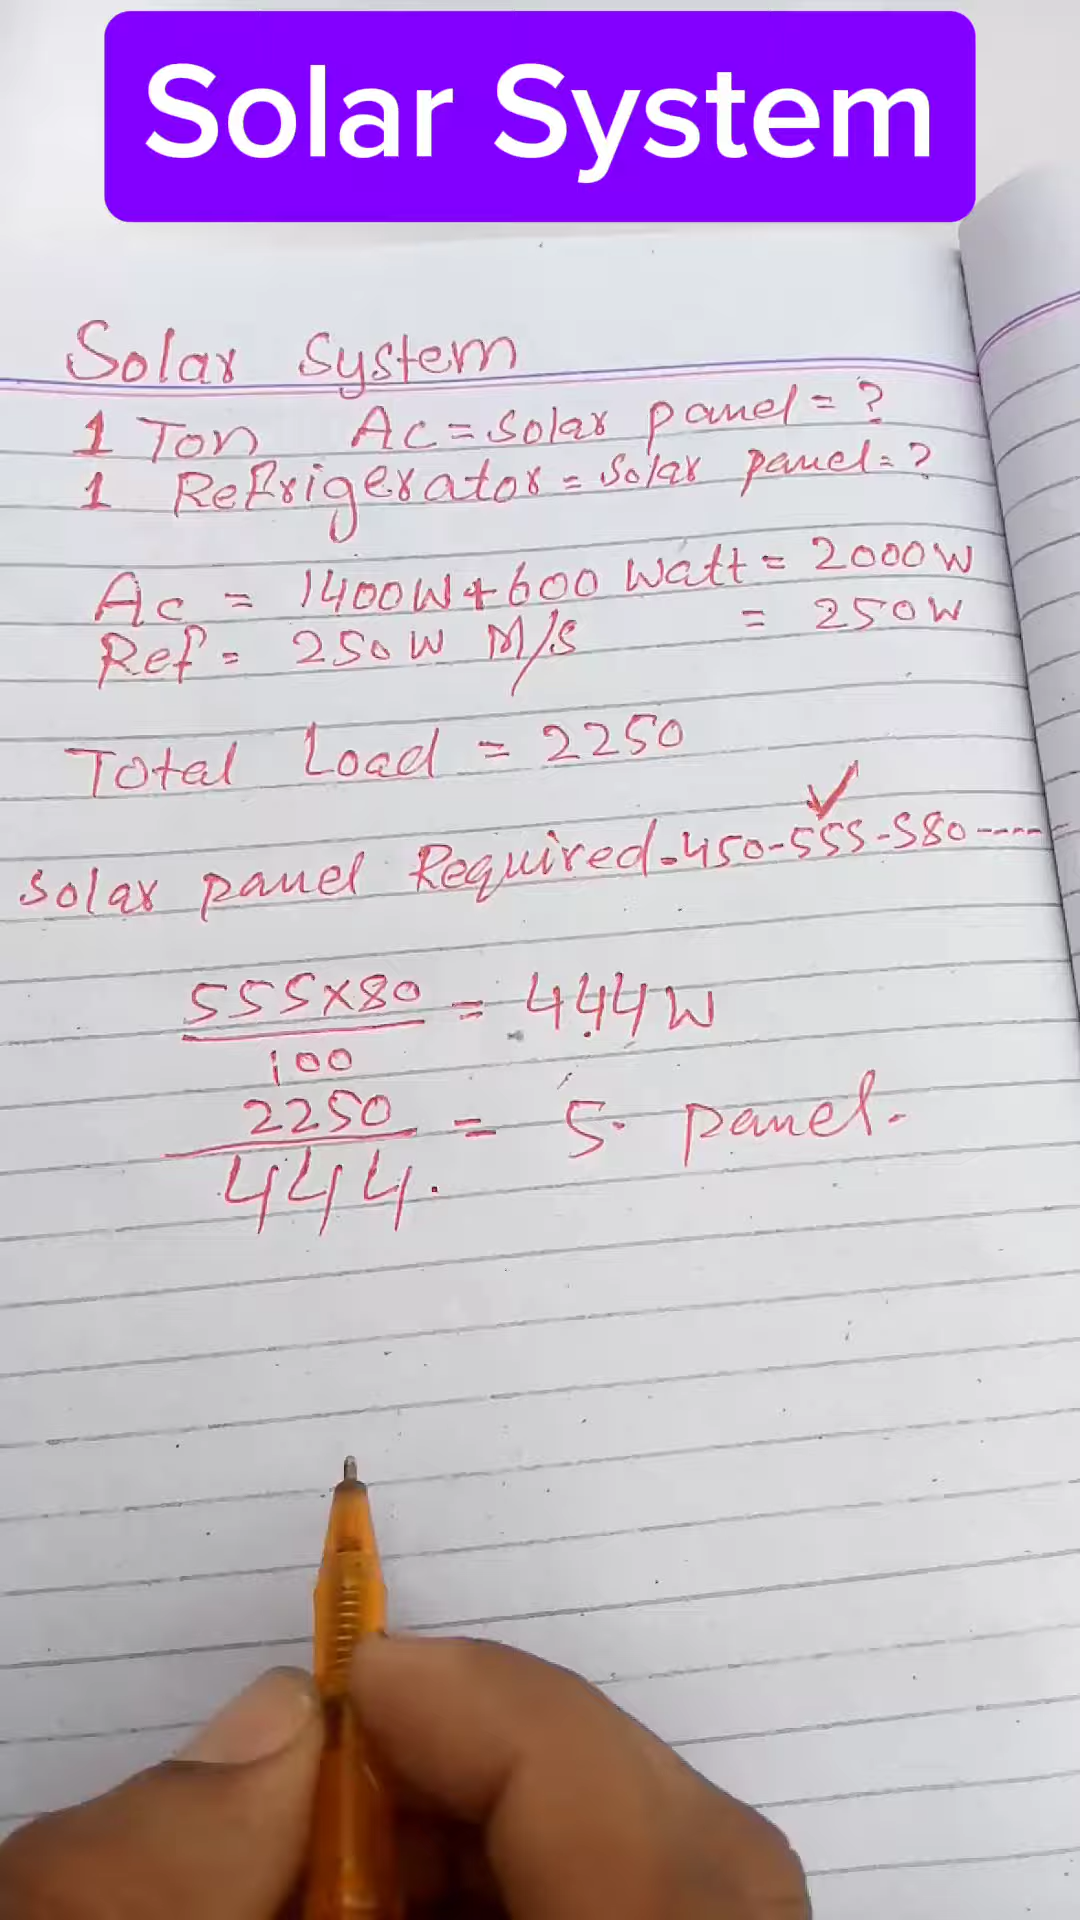 Solar System
Solar System
1 Ton Ac = Solar panel = ?
1 Refrigerator = Solar panel = ?
Ac = 1400W + 600 Watt = 2000W
Ref = 250W M/S = 250W
Total Load = 2250
Solar panel Required - 450-555-580-----
555x80 = 444W
100
2250 = 5. panel.
444.